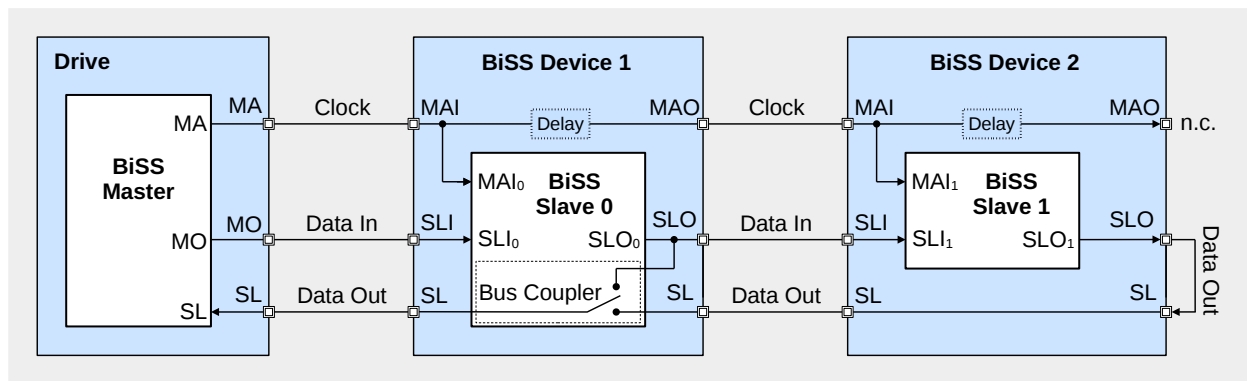 Drive
MA
MA
BiSS
Master
MO
MO
SL
SL
Clock
Data In
Data Out
BiSS Device 1
MAI
Delay
MAO
MAI₀
BiSS
Slave 0
SLI
SLI₀
SLO₀
SLO
Bus Coupler
SL
SL
Clock
Data In
Data Out
BiSS Device 2
MAI
Delay
MAO
n.c.
MAI₁
BiSS
Slave 1
SLI
SLI₁
SLO₁
SLO
SL
SL
Data Out